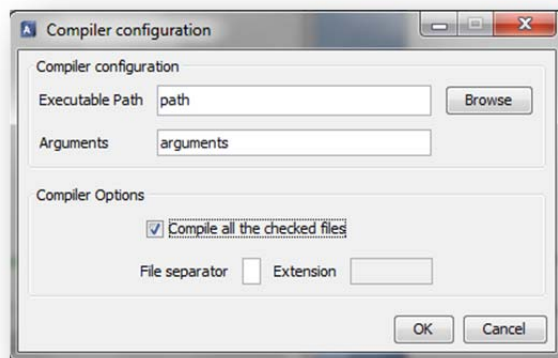 Compiler configuration
Compiler configuration
Executable Path path Browse
Arguments arguments
Compiler Options
Compile all the checked files
File separator Extension
OK Cancel